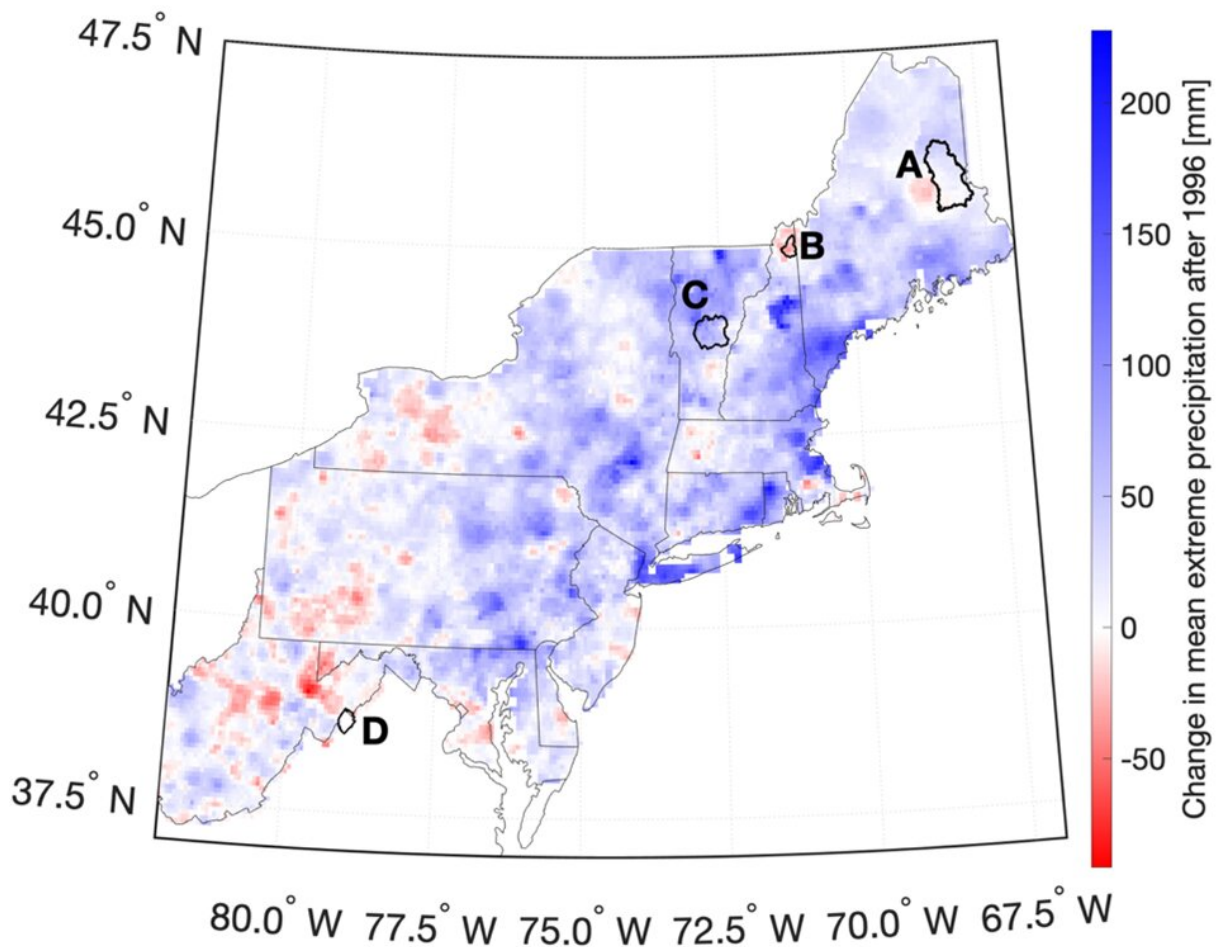 47.5° N
45.0° N
42.5° N
40.0° N
37.5° N
80.0° W 77.5° W 75.0° W 72.5° W 70.0° W 67.5° W
A
B
C
D
200
150
100
50
0
-50
Change in mean extreme precipitation after 1996 [mm]